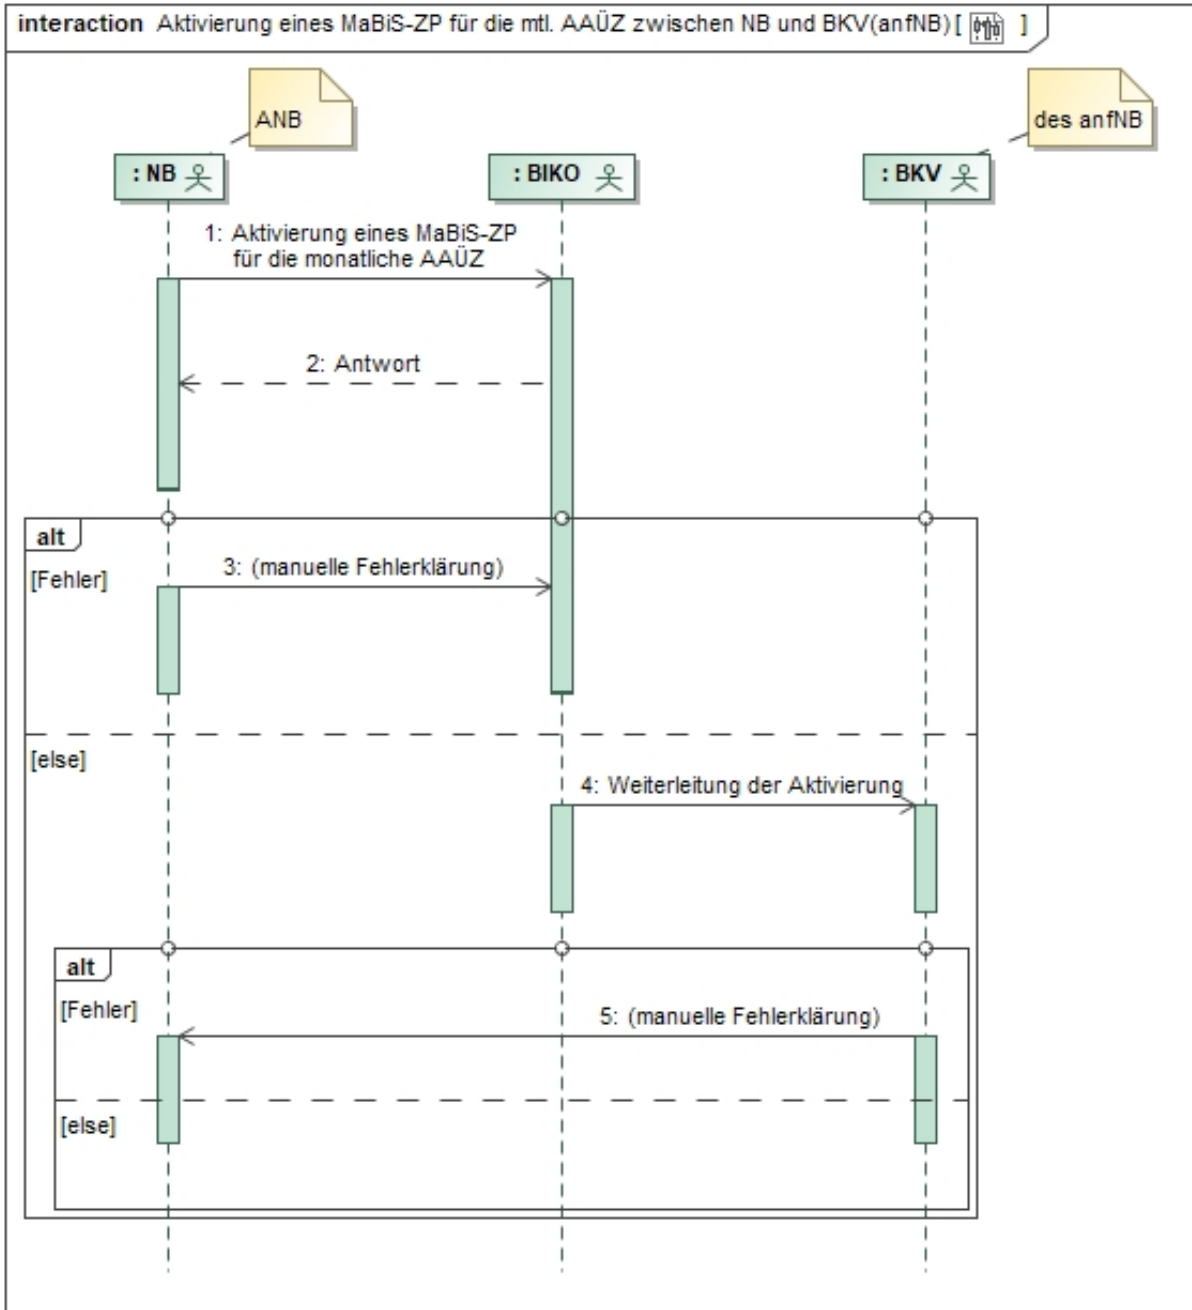 interaction Aktivierung eines MaBiS-ZP für die mtl. AAÜZ zwischen NB und BKV(anfNB)[ ]
ANB
des anfNB
: NB
: BIKO
: BKV
1: Aktivierung eines MaBiS-ZP
für die monatliche AAÜZ
2: Antwort
alt
[Fehler]
3: (manuelle Fehlerklärung)
[else]
4: Weiterleitung der Aktivierung
alt
[Fehler]
5: (manuelle Fehlerklärung)
[else]